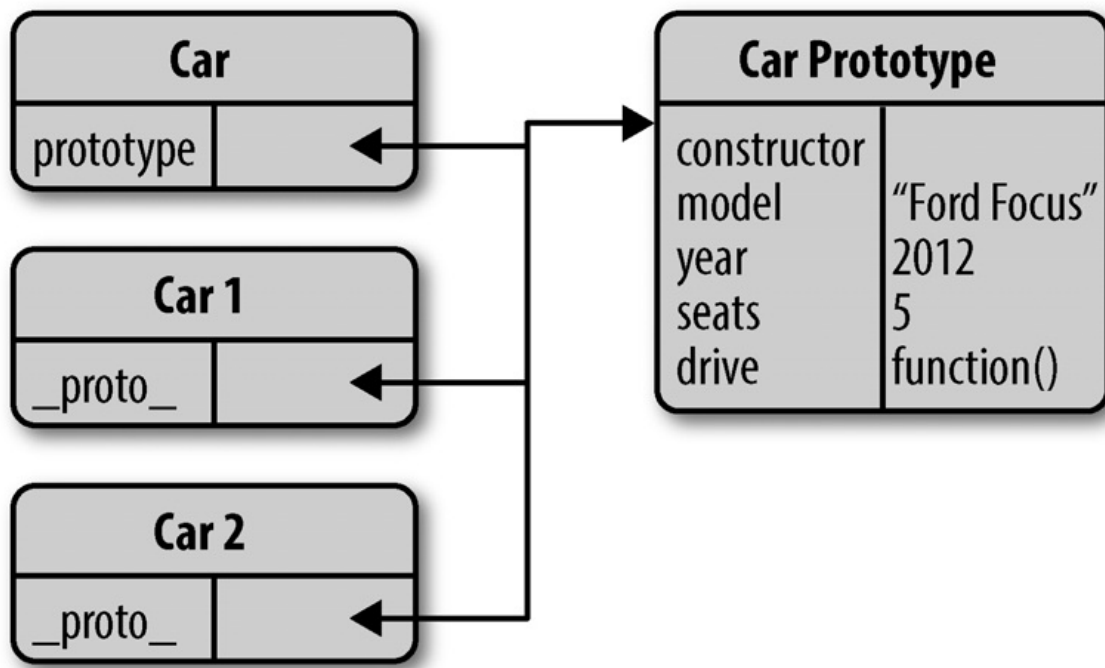 Car
prototype
Car 1
_proto_
Car 2
_proto_
Car Prototype
constructor
model “Ford Focus”
year 2012
seats 5
drive function()